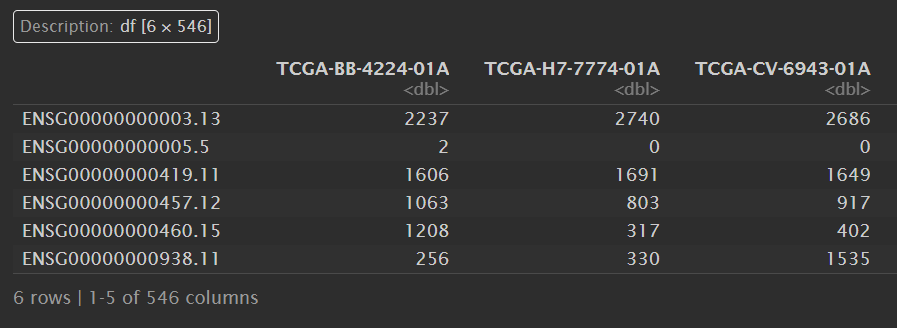 Description: df [6 × 546]
TCGA-BB-4224-01A TCGA-H7-7774-01A TCGA-CV-6943-01A
<dbl> <dbl> <dbl>
ENSG00000000003.13 2237 2740 2686
ENSG00000000005.5 2 0 0
ENSG00000000419.11 1606 1691 1649
ENSG00000000457.12 1063 803 917
ENSG00000000460.15 1208 317 402
ENSG00000000938.11 256 330 1535
6 rows | 1-5 of 546 columns